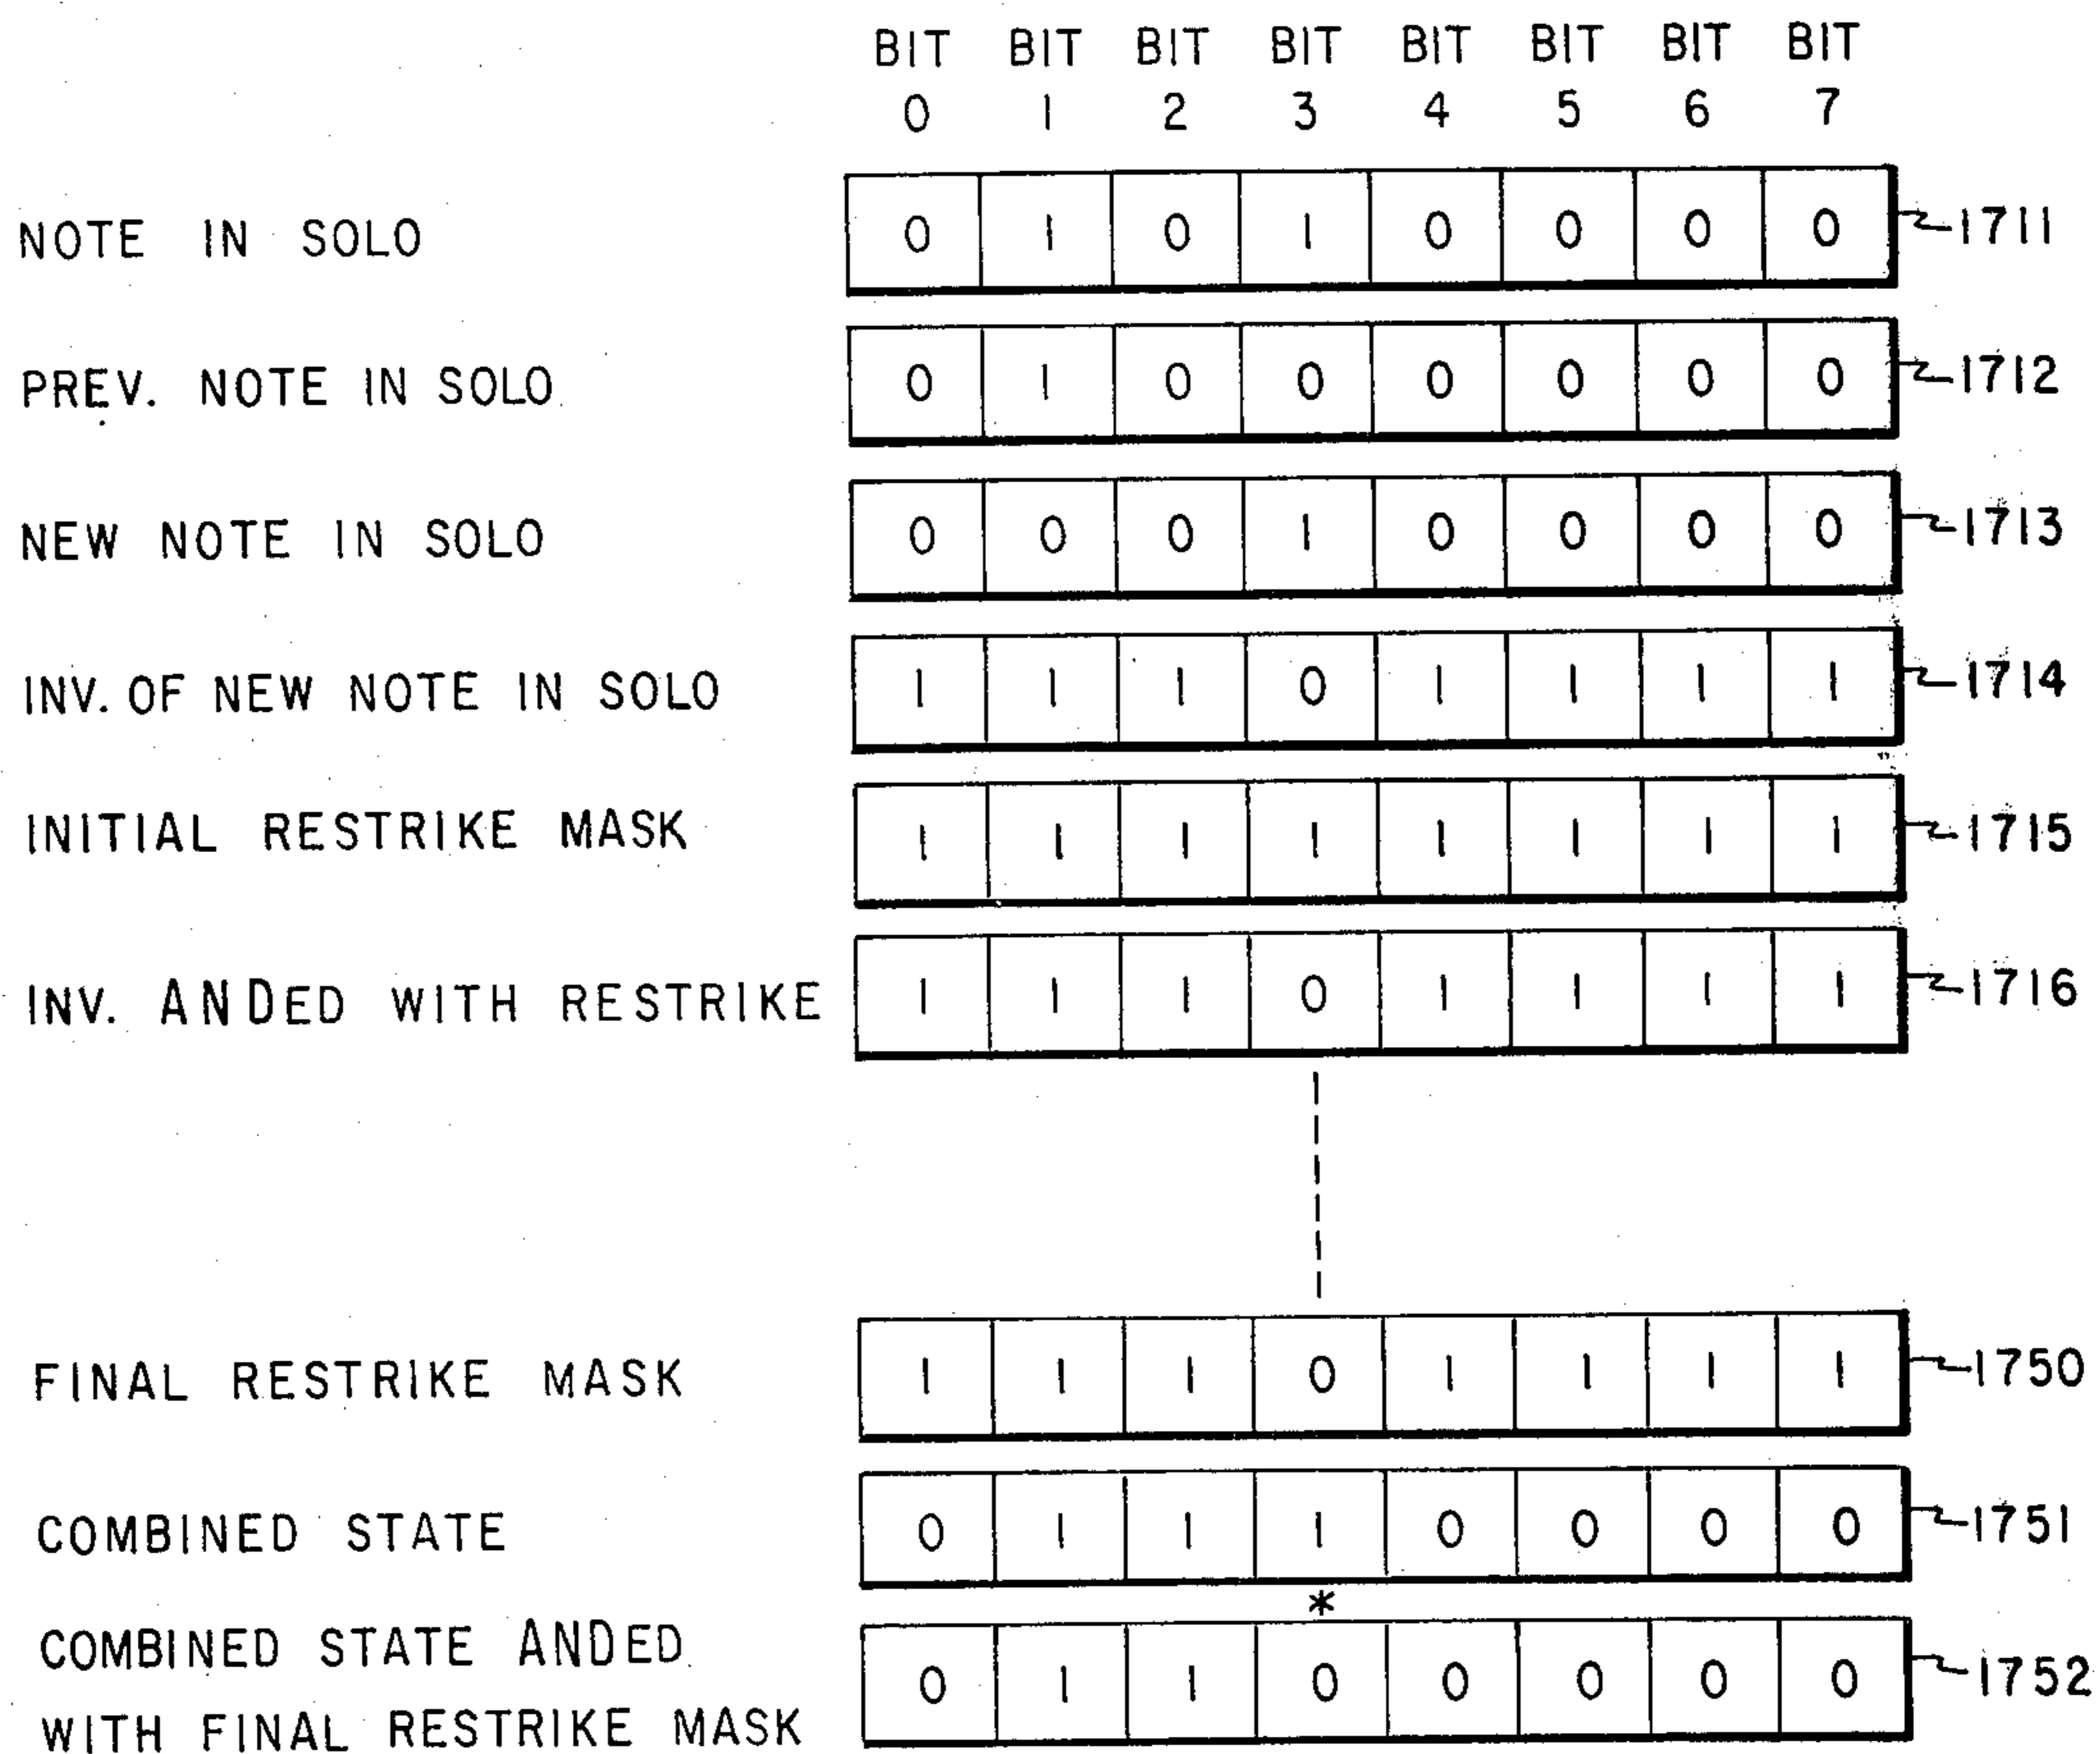 BIT BIT BIT BIT BIT BIT BIT BIT
0 1 2 3 4 5 6 7
NOTE IN SOLO 0 1 0 1 0 0 0 0 1711
PREV. NOTE IN SOLO 0 1 0 0 0 0 0 0 1712
NEW NOTE IN SOLO 0 0 0 1 0 0 0 0 1713
INV. OF NEW NOTE IN SOLO 1 1 1 0 1 1 1 1 1714
INITIAL RESTRIKE MASK 1 1 1 1 1 1 1 1 1715
INV. ANDED WITH RESTRIKE 1 1 1 0 1 1 1 1 1716
FINAL RESTRIKE MASK 1 1 1 0 1 1 1 1 1750
COMBINED STATE 0 1 1 1 0 0 0 0 1751
*
COMBINED STATE ANDED
WITH FINAL RESTRIKE MASK 0 1 1 0 0 0 0 0 1752